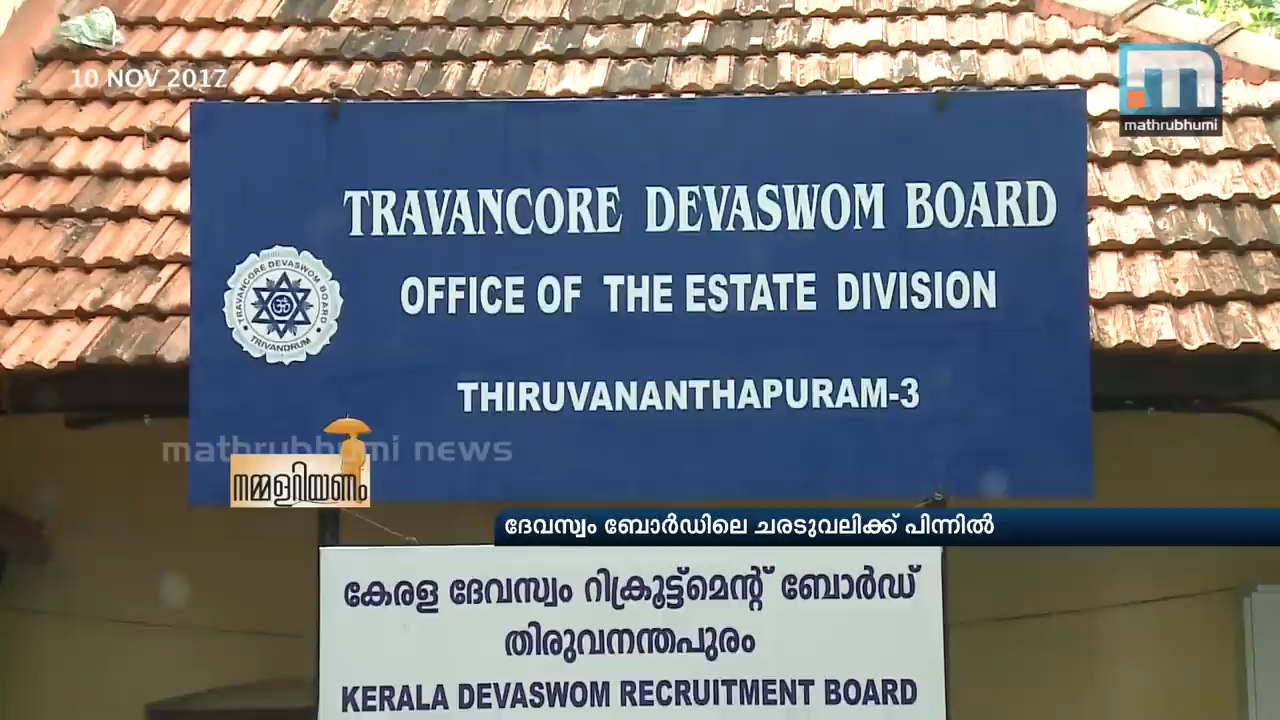 10 NOV 2017
mathrubhumi
TRAVANCORE DEVASWOM BOARD
OFFICE OF THE ESTATE DIVISION
TRAVANCORE DEVASWOM BOARD
TRIVANDRUM
THIRUVANANTHAPURAM-3
mathrubhumi news
നമ്മളറിയണം
ദേവസ്വം ബോർഡിലെ ചരടുവലിക്ക് പിന്നിൽ
കേരള ദേവസ്വം റിക്രൂട്ട്മെന്റ് ബോർഡ്
തിരുവനന്തപുരം
KERALA DEVASWOM RECRUITMENT BOARD